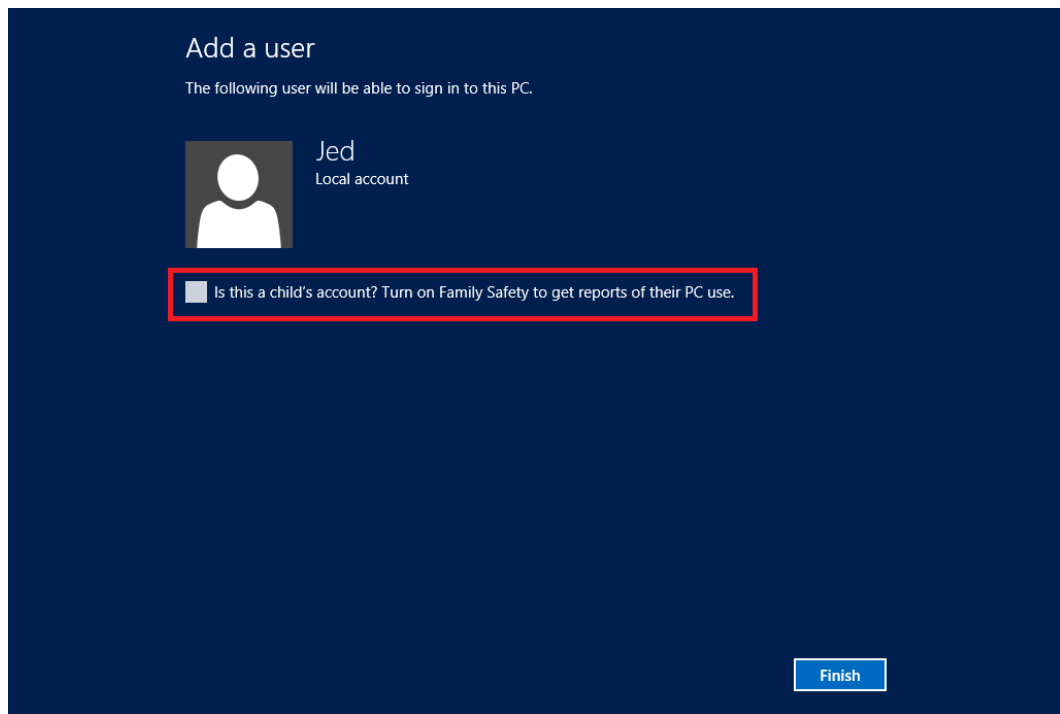 Add a user
The following user will be able to sign in to this PC.
Jed
Local account
Is this a child's account? Turn on Family Safety to get reports of their PC use.
Finish